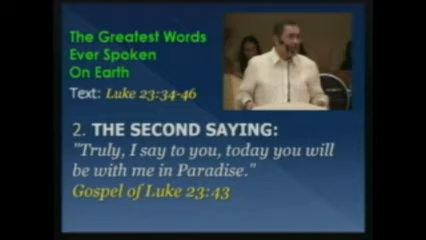 The Greatest Words
Ever Spoken
On Earth
Text: Luke 23:34-46
2. THE SECOND SAYING:
"Truly, I say to you, today you will
be with me in Paradise."
Gospel of Luke 23:43